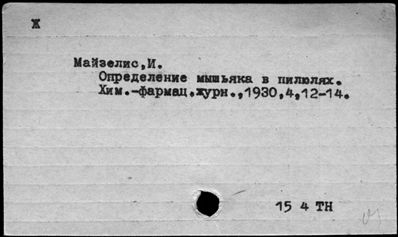 Ж
Майзелис,И.
Определение мышьяка в пилюлях.
Хим.-фармац.журн.,1930,4,12-14.
15 4 ТН